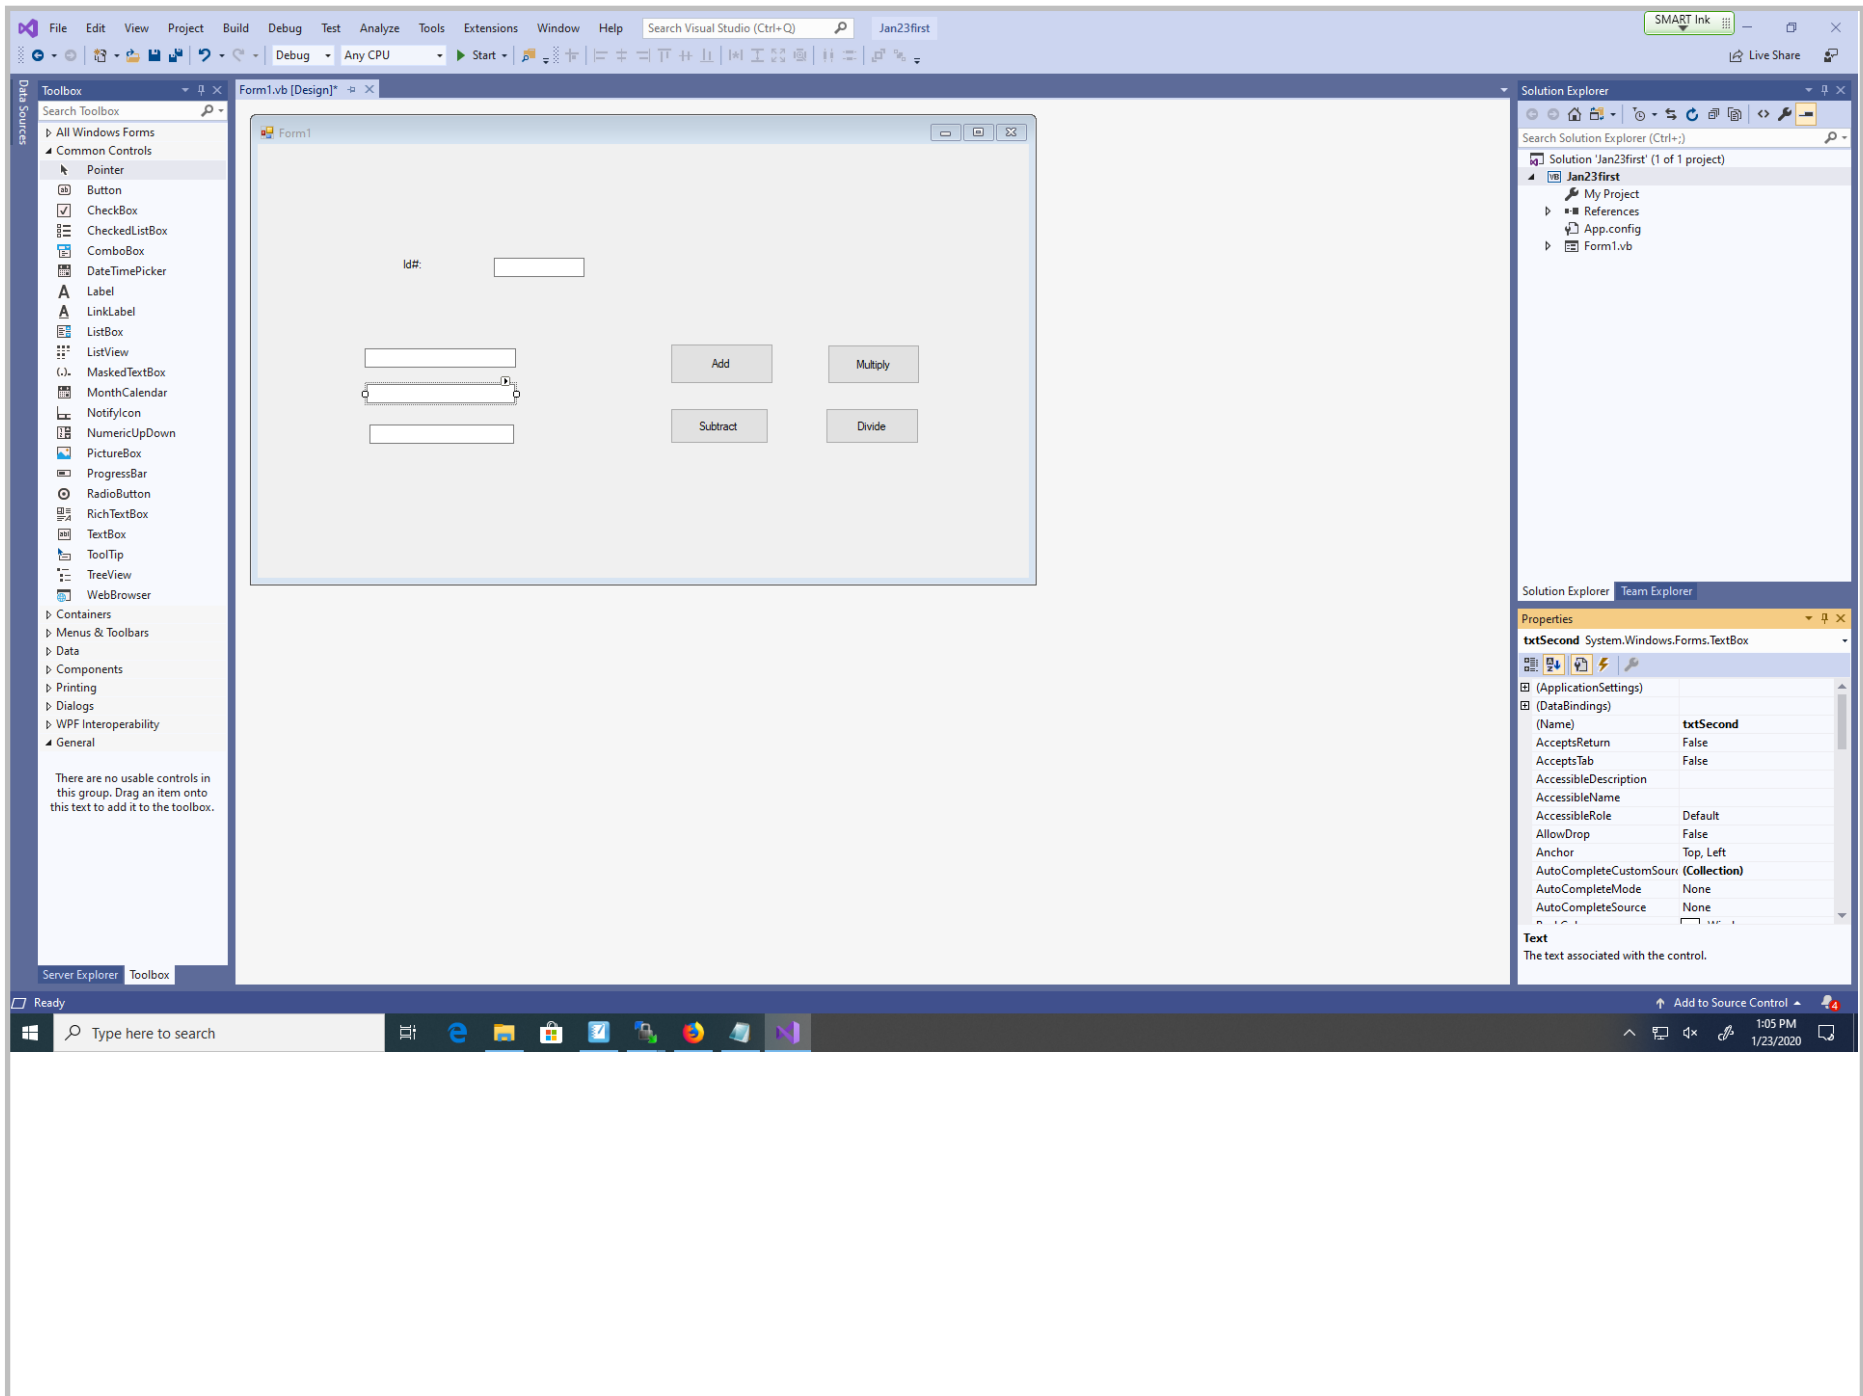 File Edit View Project Build Debug Test Analyze Tools Extensions Window Help Search Visual Studio (Ctrl+Q) Jan23first
SMART Ink
Debug Any CPU Start
Live Share
Data Sources
Toolbox
Search Toolbox
All Windows Forms
Common Controls
Pointer
Button
CheckBox
CheckedListBox
ComboBox
DateTimePicker
Label
LinkLabel
ListBox
ListView
MaskedTextBox
MonthCalendar
NotifyIcon
NumericUpDown
PictureBox
ProgressBar
RadioButton
RichTextBox
TextBox
ToolTip
TreeView
WebBrowser
Containers
Menus & Toolbars
Data
Components
Printing
Dialogs
WPF Interoperability
General
There are no usable controls in
this group. Drag an item onto
this text to add it to the toolbox.
Server Explorer Toolbox
Form1.vb [Design]*
Form1
Id#:
Add
Multiply
Subtract
Divide
Solution Explorer
Search Solution Explorer (Ctrl+;)
Solution 'Jan23first' (1 of 1 project)
Jan23first
My Project
References
App.config
Form1.vb
Solution Explorer Team Explorer
Properties
txtSecond System.Windows.Forms.TextBox
(ApplicationSettings)
(DataBindings)
(Name) txtSecond
AcceptsReturn False
AcceptsTab False
AccessibleDescription
AccessibleName
AccessibleRole Default
AllowDrop False
Anchor Top, Left
AutoCompleteCustomSourc (Collection)
AutoCompleteMode None
AutoCompleteSource None
Text
The text associated with the control.
Ready
Add to Source Control
4
Type here to search
1:05 PM
1/23/2020